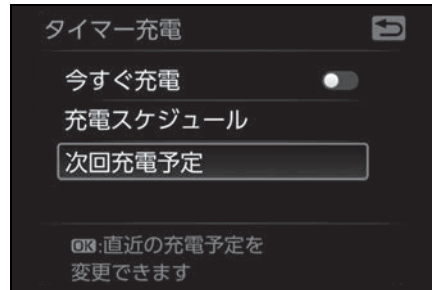 タイマー充電
今すぐ充電
充電スケジュール
次回充電予定
OK:直近の充電予定を
変更できます